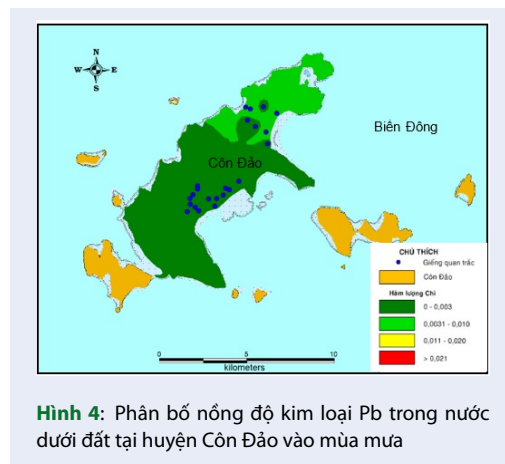 N
W E
S
Biển Đông
Côn Đảo
CHÚ THÍCH
Giếng quan trắc
Côn Đảo
Hàm lượng Chì
0 - 0,003
0,0031 - 0,010
0,011 - 0,020
> 0,021
0 5 10
kilometers
Hình 4: Phân bố nồng độ kim loại Pb trong nước
dưới đất tại huyện Côn Đảo vào mùa mưa